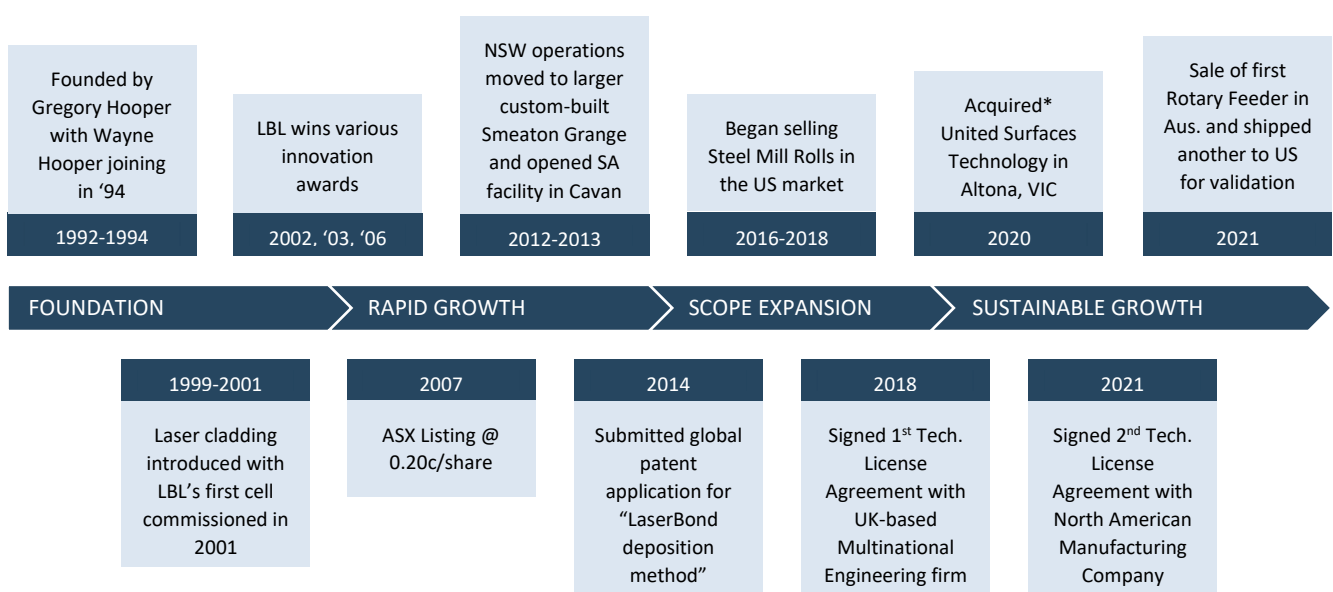 Founded by
Gregory Hooper
with Wayne
Hooper joining
in ‘94
1992-1994
LBL wins various
innovation
awards
2002, ‘03, ‘06
NSW operations
moved to larger
custom-built
Smeaton Grange
and opened SA
facility in Cavan
2012-2013
Began selling
Steel Mill Rolls in
the US market
2016-2018
Acquired*
United Surfaces
Technology in
Altona, VIC
2020
Sale of first
Rotary Feeder in
Aus. and shipped
another to US
for validation
2021
FOUNDATION
RAPID GROWTH
SCOPE EXPANSION
SUSTAINABLE GROWTH
1999-2001
Laser cladding
introduced with
LBL’s first cell
commissioned in
2001
2007
ASX Listing @
0.20c/share
2014
Submitted global
patent
application for
“LaserBond
deposition
method”
2018
Signed 1st Tech.
License
Agreement with
UK-based
Multinational
Engineering firm
2021
Signed 2nd Tech.
License
Agreement with
North American
Manufacturing
Company